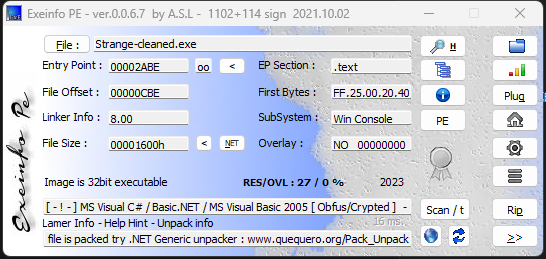 Exeinfo PE - ver.0.0.6.7 by A.S.L - 1102+114 sign 2021.10.02
File : Strange-cleaned.exe H
Entry Point : 00002ABE oo < EP Section : .text
File Offset : 00000CBE First Bytes : FF.25.00.20.40 Plug
Linker Info : 8.00 SubSystem : Win Console PE
File Size : 00001600h < NET Overlay : NO 00000000
Image is 32bit executable RES/OVL : 27 / 0 % 2023
[ - ! - ] MS Visual C# / Basic.NET / MS Visual Basic 2005 [ Obfus/Crypted ] - Scan / t Rip
Lamer Info - Help Hint - Unpack info 16 ms.
file is packed try .NET Generic unpacker : www.quequero.org/Pack_Unpack >>
Exeinfo Pe